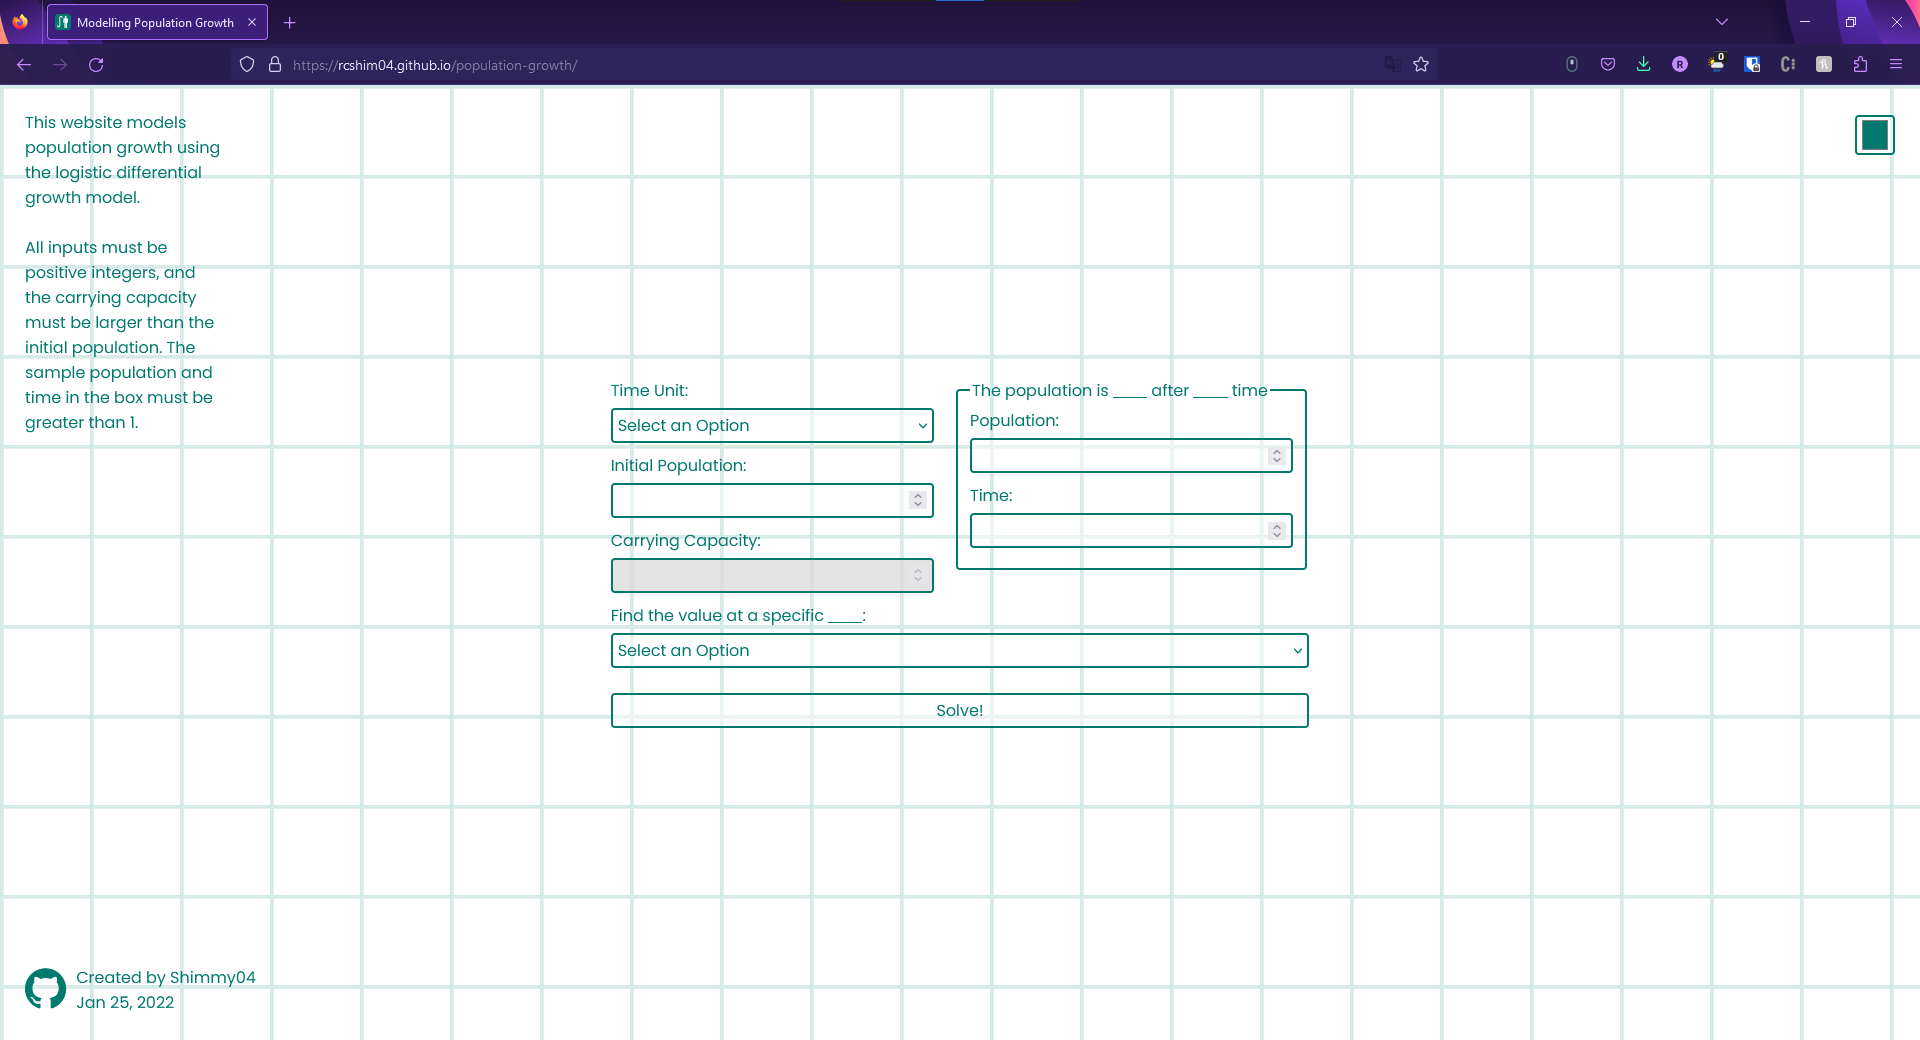 Modelling Population Growth
https://rcshim04.github.io/population-growth/
0
R
This website models
population growth using
the logistic differential
growth model.
All inputs must be
positive integers, and
the carrying capacity
must be larger than the
initial population. The
sample population and
time in the box must be
greater than 1.
Time Unit:
Select an Option
Initial Population:
Carrying Capacity:
The population is ____ after ____ time
Population:
Time:
Find the value at a specific ____:
Select an Option
Solve!
Created by Shimmy04
Jan 25, 2022